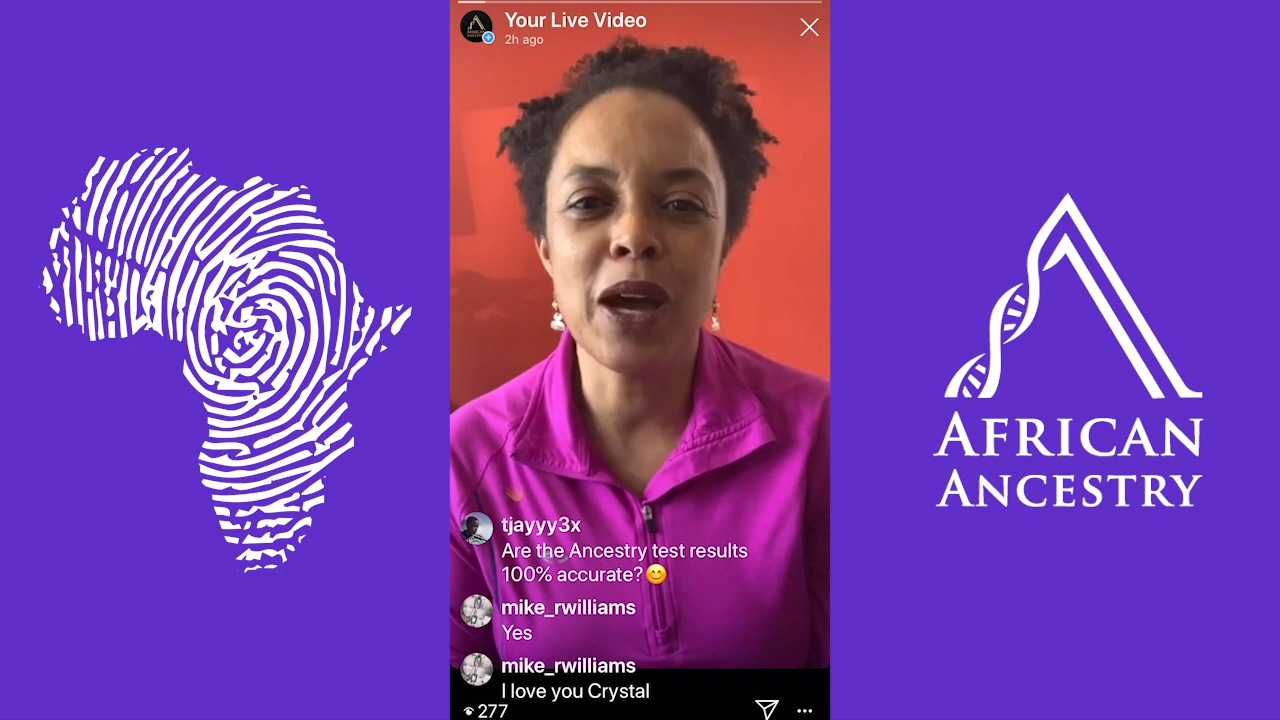 Your Live Video
2h ago
tjayyy3x
Are the Ancestry test results
100% accurate?😊
mike_rwilliams
Yes
mike_rwilliams
I love you Crystal
277
AFRICAN
ANCESTRY